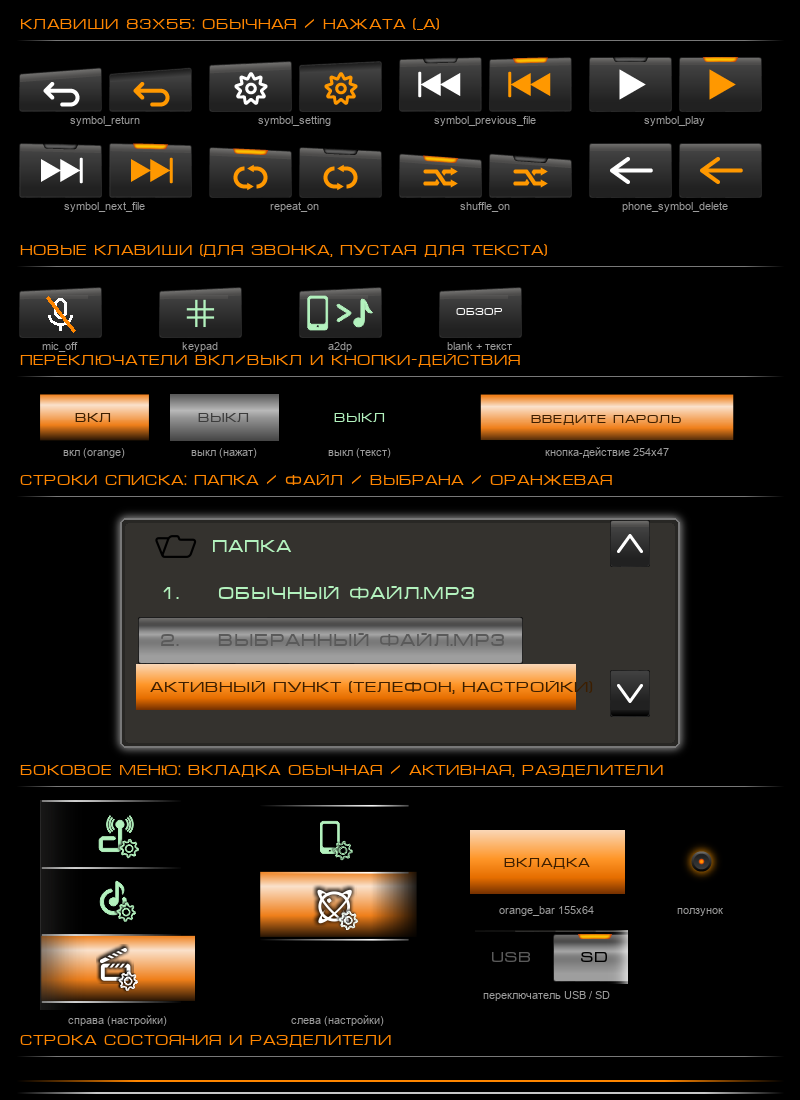 КЛАВИШИ 83X55: ОБЫЧНАЯ / НАЖАТА (_A)
symbol_return symbol_setting symbol_previous_file symbol_play
symbol_next_file repeat_on shuffle_on phone_symbol_delete
НОВЫЕ КЛАВИШИ (ДЛЯ ЗВОНКА, ПУСТАЯ ДЛЯ ТЕКСТА)
ОБЗОР
mic_off keypad a2dp blank + текст
ПЕРЕКЛЮЧАТЕЛИ ВКЛ/ВЫКЛ И КНОПКИ-ДЕЙСТВИЯ
ВКЛ ВЫКЛ ВЫКЛ ВВЕДИТЕ ПАРОЛЬ
вкл (orange) выкл (нажат) выкл (текст) кнопка-действие 254x47
СТРОКИ СПИСКА: ПАПКА / ФАЙЛ / ВЫБРАНА / ОРАНЖЕВАЯ
ПАПКА
1. ОБЫЧНЫЙ ФАЙЛ.MP3
2. ВЫБРАННЫЙ ФАЙЛ.MP3
АКТИВНЫЙ ПУНКТ (ТЕЛЕФОН, НАСТРОЙКИ)
БОКОВОЕ МЕНЮ: ВКЛАДКА ОБЫЧНАЯ / АКТИВНАЯ, РАЗДЕЛИТЕЛИ
ВКЛАДКА
orange_bar 155x64 ползунок
USB SD
переключатель USB / SD
справа (настройки) слева (настройки)
СТРОКА СОСТОЯНИЯ И РАЗДЕЛИТЕЛИ